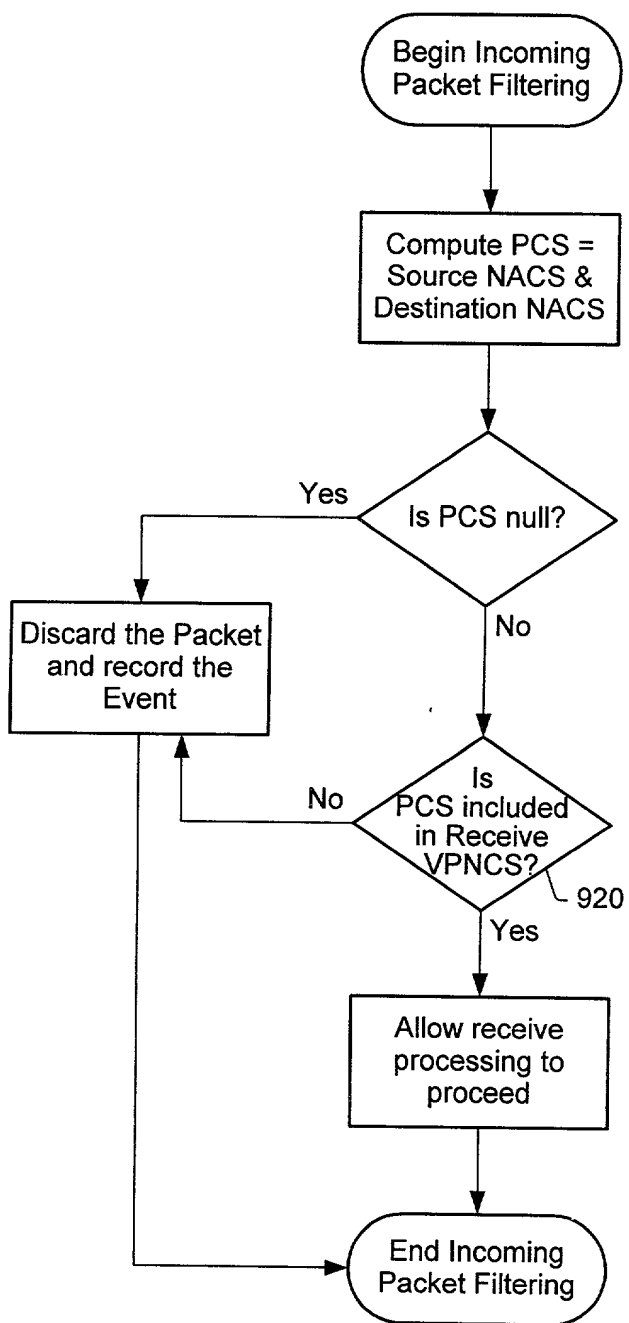 Begin Incoming
Packet Filtering
Compute PCS =
Source NACS &
Destination NACS
Yes
Is PCS null?
Discard the Packet
and record the
Event
No
No
Is
PCS included
in Receive
VPNCS?
920
Yes
Allow receive
processing to
proceed
End Incoming
Packet Filtering